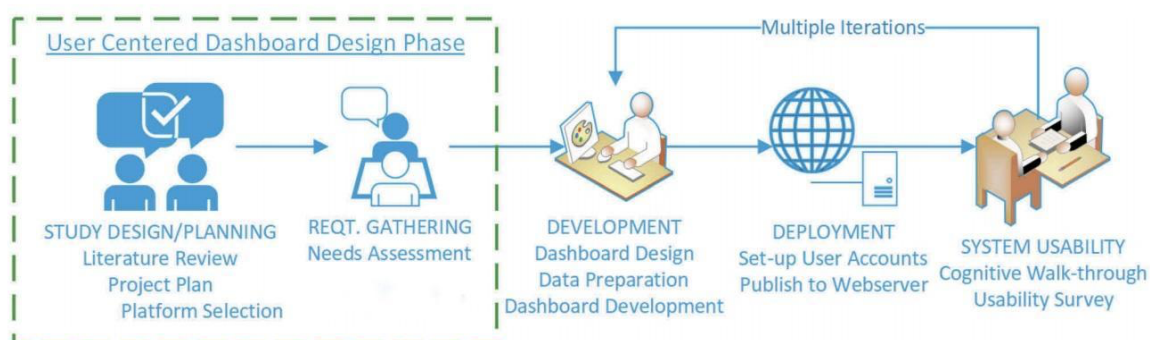 User Centered Dashboard Design Phase
Multiple Iterations
STUDY DESIGN/PLANNING
Literature Review
Project Plan
Platform Selection
REQT. GATHERING
Needs Assessment
DEVELOPMENT
Dashboard Design
Data Preparation
Dashboard Development
DEPLOYMENT
Set-up User Accounts
Publish to Webserver
SYSTEM USABILITY
Cognitive Walk-through
Usability Survey